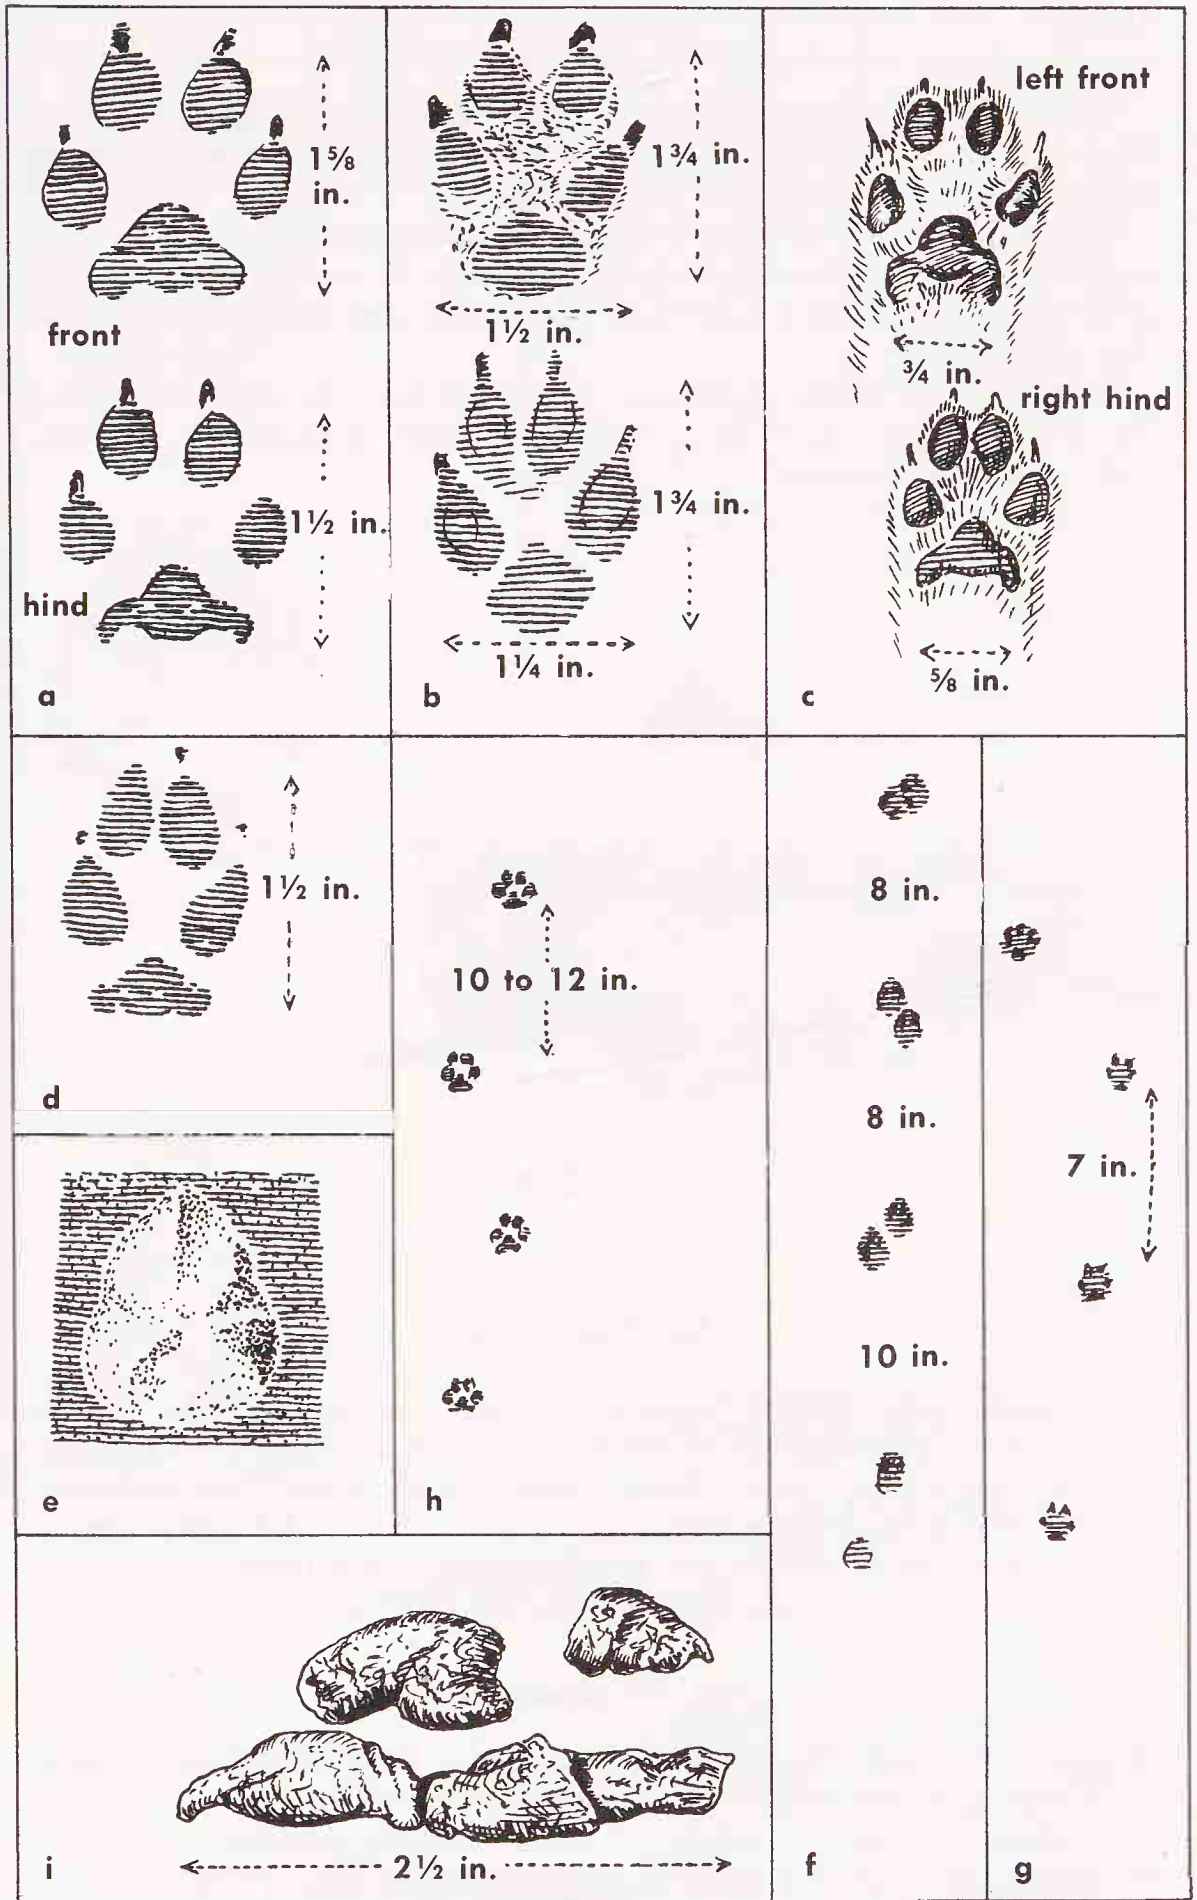 1⅝
in.
front
1½ in.
hind
a
1¾ in.
1½ in.
1¾ in.
1¼ in.
b
left front
¾ in.
right hind
⅝ in.
c
1½ in.
d
e
10 to 12 in.
h
8 in.
8 in.
10 in.
f
7 in.
g
2½ in.
i